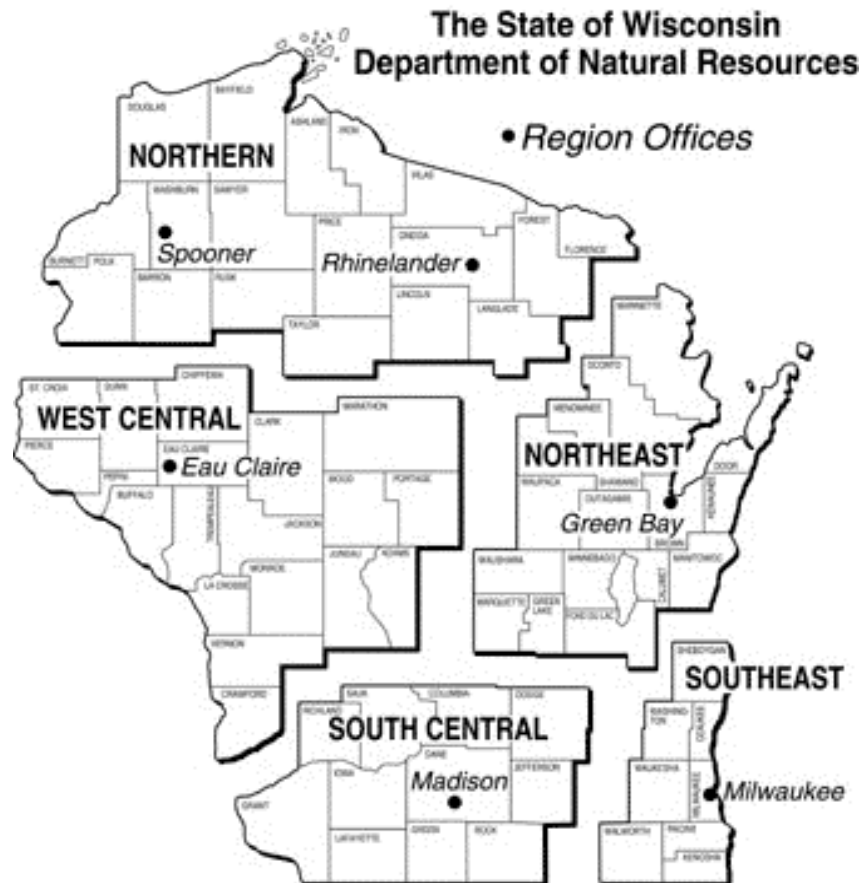 The State of Wisconsin
Department of Natural Resources
Region Offices
NORTHERN
DOUGLAS
BAYFIELD
ASHLAND
IRON
VILAS
WASHBURN
SAWYER
PRICE
ONEIDA
FOREST
FLORENCE
Spooner
Rhinelander
BURNETT
POLK
BARRON
RUSK
LINCOLN
LANGLADE
TAYLOR
WEST CENTRAL
ST. CROIX
DUNN
CHIPPEWA
CLARK
MARATHON
PIERCE
EAU CLAIRE
Eau Claire
PEPIN
BUFFALO
TREMPEALEAU
WOOD
PORTAGE
JACKSON
MONROE
JUNEAU
ADAMS
LA CROSSE
VERNON
CRAWFORD
NORTHEAST
MARINETTE
OCONTO
MENOMINEE
DOOR
WAUPACA
SHAWANO
OUTAGAMIE
KEWAUNEE
Green Bay
BROWN
WAUSHARA
WINNEBAGO
MANITOWOC
CALUMET
MARQUETTE
GREEN
LAKE
FOND DU LAC
SOUTHEAST
SHEBOYGAN
WASHING-
TON
OZAUKEE
WAUKESHA
MILWAUKEE
Milwaukee
WALWORTH
RACINE
KENOSHA
SOUTH CENTRAL
RICHLAND
SAUK
COLUMBIA
DODGE
DANE
IOWA
Madison
JEFFERSON
GRANT
LAFAYETTE
GREEN
ROCK